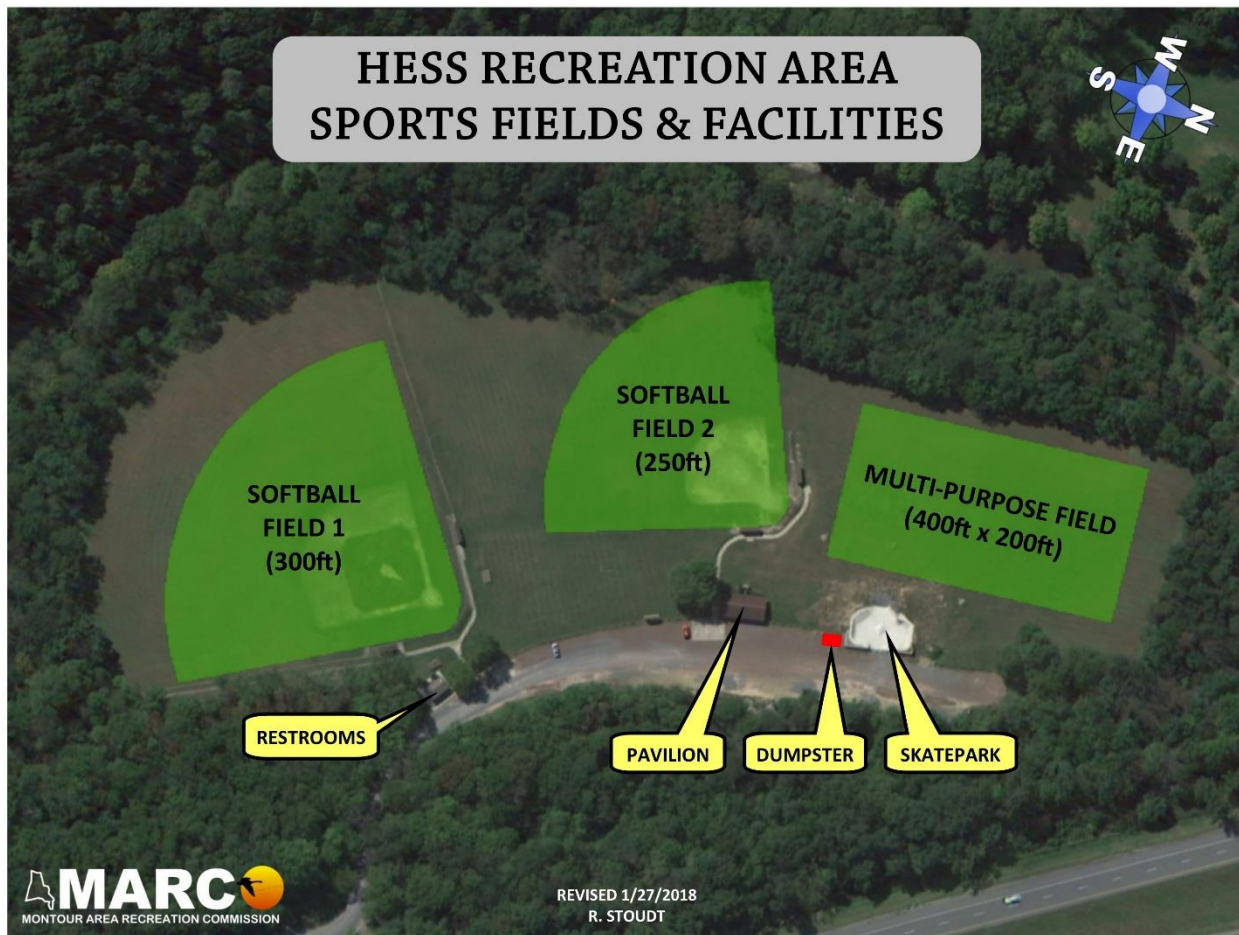 HESS RECREATION AREA
SPORTS FIELDS & FACILITIES
W
S
N
E
SOFTBALL
FIELD 2
(250ft)
SOFTBALL
FIELD 1
(300ft)
MULTI-PURPOSE FIELD
(400ft x 200ft)
RESTROOMS
PAVILION
DUMPSTER
SKATEPARK
MARCO
MONTOUR AREA RECREATION COMMISSION
REVISED 1/27/2018
R. STOUDT